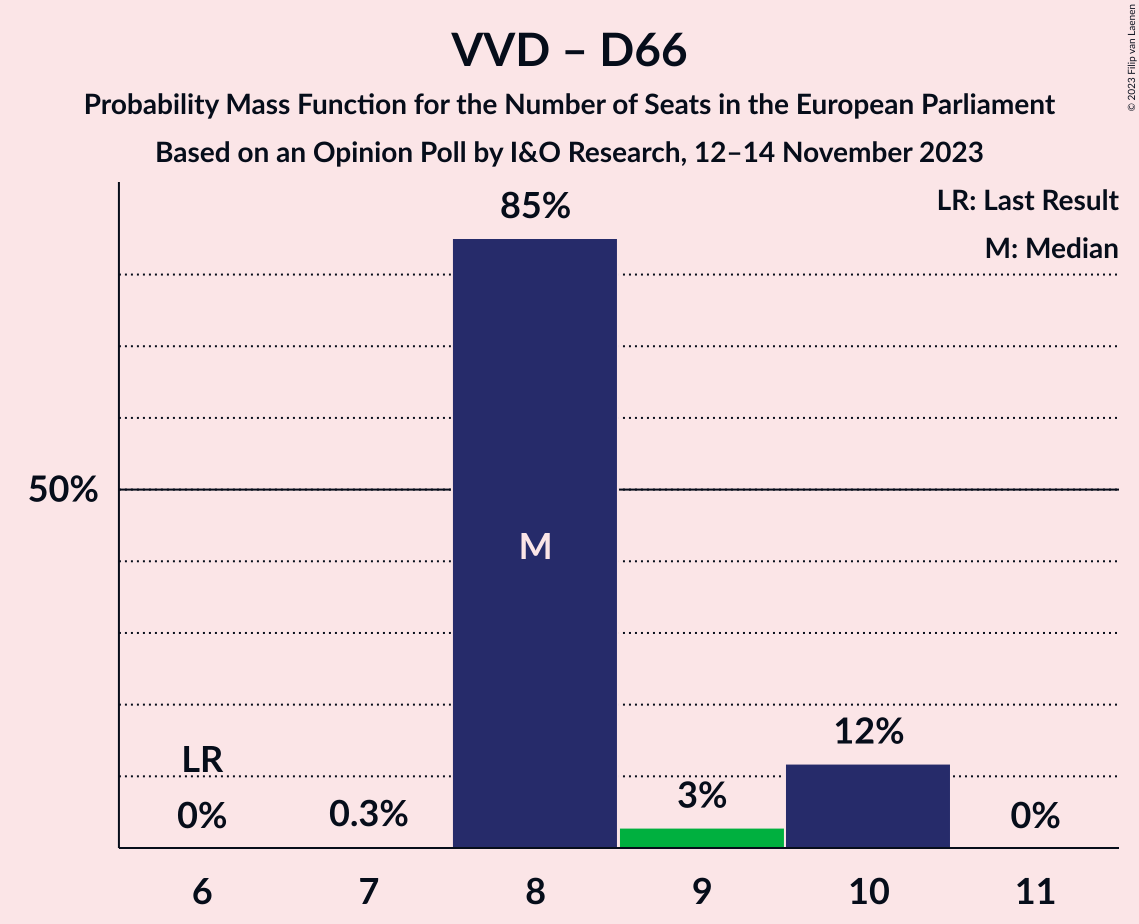 VVD – D66
Probability Mass Function for the Number of Seats in the European Parliament
Based on an Opinion Poll by I&O Research, 12–14 November 2023
© 2023 Filip van Laenen
LR: Last Result
M: Median
85%
50%
M
LR
0%
0.3%
3%
12%
0%
6
7
8
9
10
11